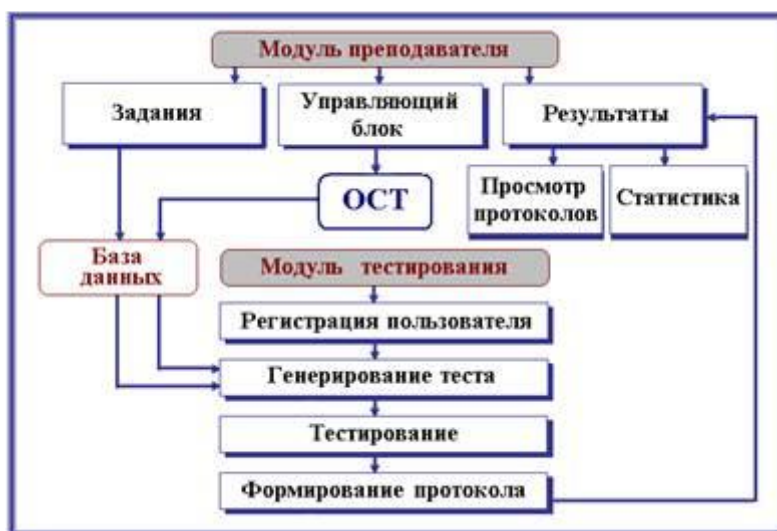 Модуль преподавателя
Задания
Управляющий
блок
Результаты
ОСТ
Просмотр
протоколов
Статистика
База
данных
Модуль тестирования
Регистрация пользователя
Генерирование теста
Тестирование
Формирование протокола